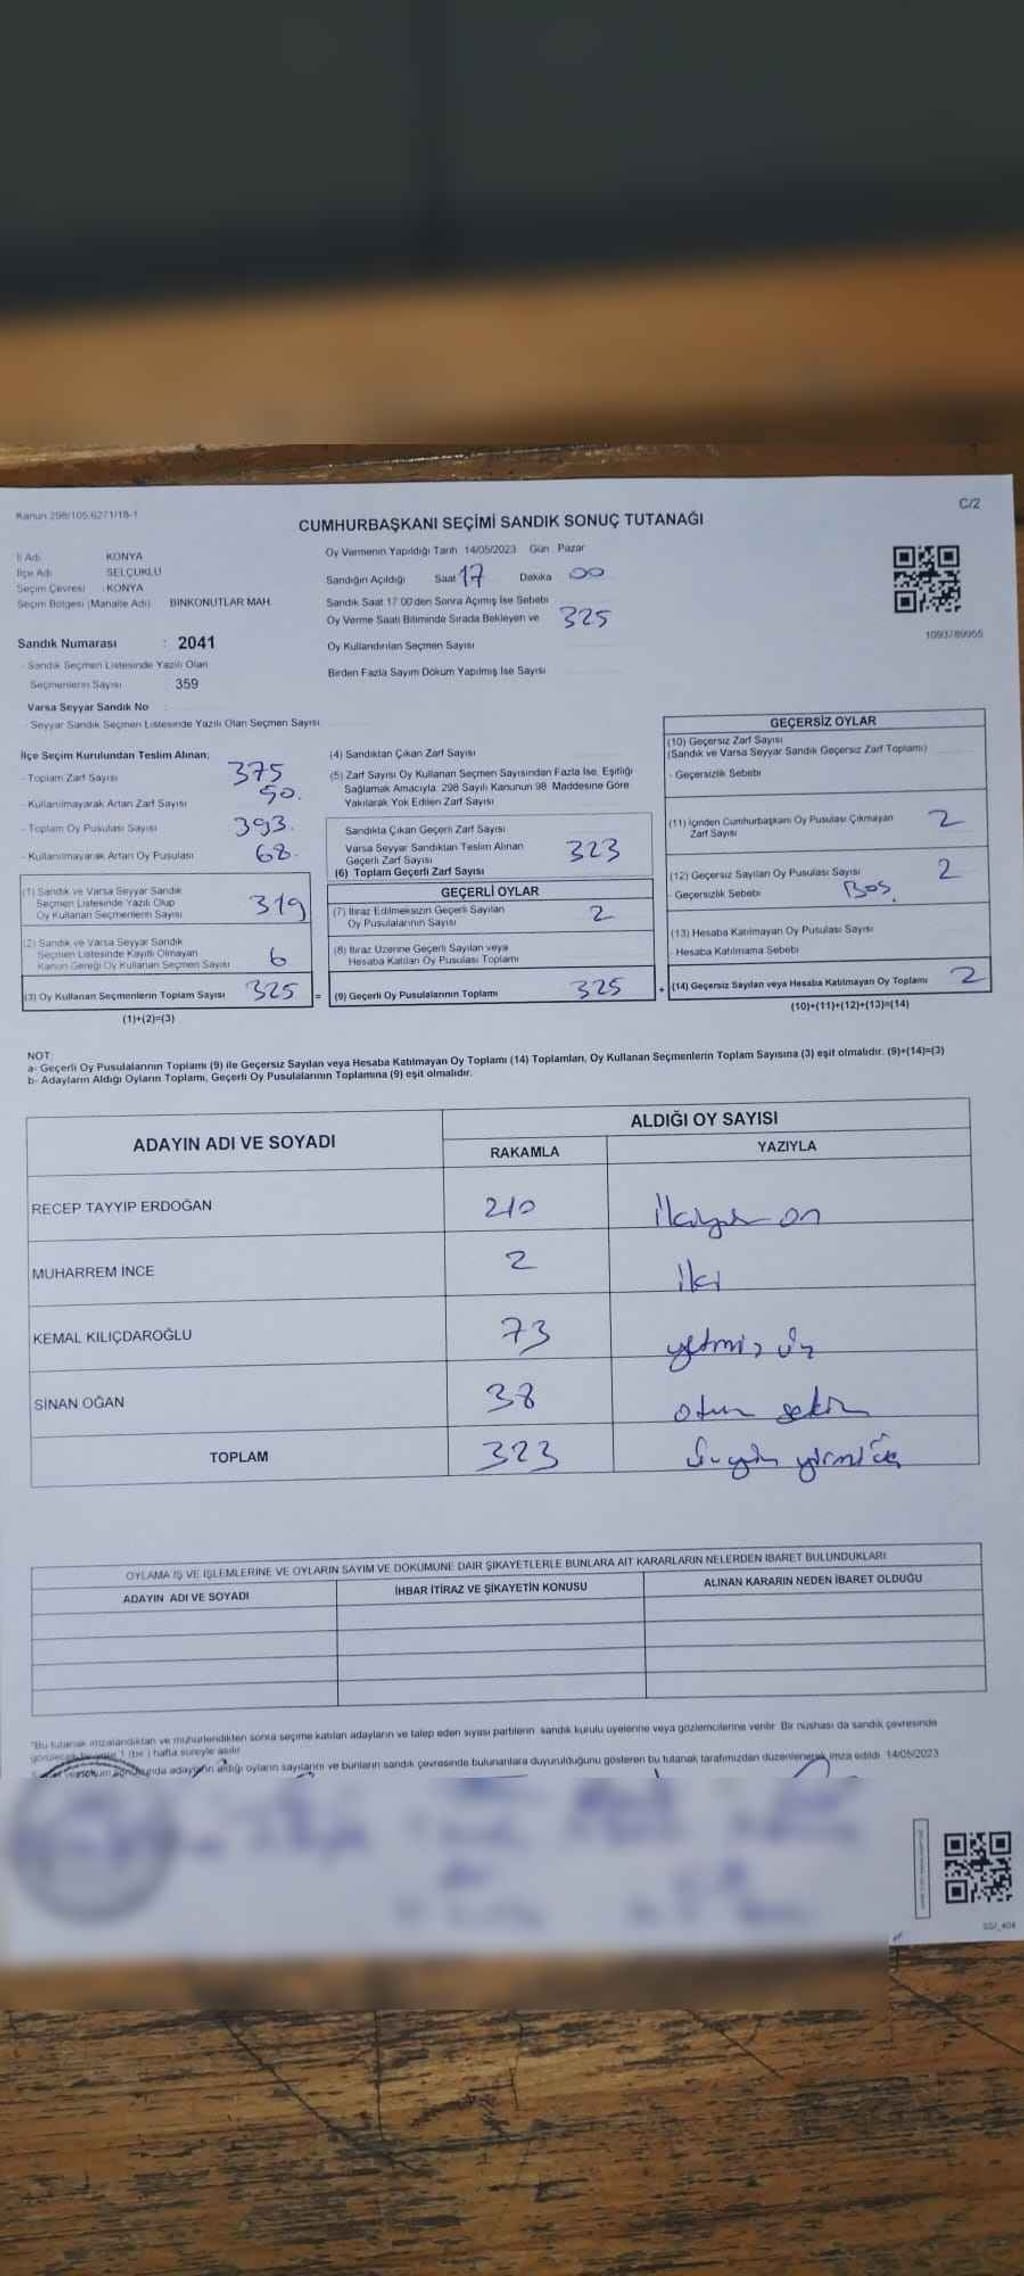 Kanun 298/105,6271/18-1
C/2
CUMHURBAŞKANI SEÇİMİ SANDIK SONUÇ TUTANAĞI
İl Adı : KONYA
İlçe Adı : SELÇUKLU
Seçim Çevresi : KONYA
Seçim Bölgesi (Mahalle Adı) : BİNKONUTLAR MAH.
Oy Vermenin Yapıldığı Tarih 14/05/2023 Gün : Pazar
Sandığın Açıldığı Saat 17 Dakika 00
Sandık Saat 17:00'den Sonra Açılmış İse Sebebi
Oy Verme Saati Bitiminde Sırada Bekleyen ve 325
Oy Kullandırılan Seçmen Sayısı
Birden Fazla Sayım Döküm Yapılmış İse Sayısı
Sandık Numarası : 2041
- Sandık Seçmen Listesinde Yazılı Olan
Seçmenlerin Sayısı 359
Varsa Seyyar Sandık No
- Seyyar Sandık Seçmen Listesinde Yazılı Olan Seçmen Sayısı
İlçe Seçim Kurulundan Teslim Alınan;
- Toplam Zarf Sayısı 375
- Kullanılmayarak Artan Zarf Sayısı 50.
- Toplam Oy Pusulası Sayısı 393.
- Kullanılmayarak Artan Oy Pusulası 68.
(1) Sandık ve Varsa Seyyar Sandık
Seçmen Listesinde Yazılı Olup
Oy Kullanan Seçmenlerin Sayısı 319
(2) Sandık ve Varsa Seyyar Sandık
Seçmen Listesinde Kayıtlı Olmayan
Kanun Gereği Oy Kullanan Seçmen Sayısı 6
(3) Oy Kullanan Seçmenlerin Toplam Sayısı 325 =
(1)+(2)=(3)
(4) Sandıktan Çıkan Zarf Sayısı
(5) Zarf Sayısı Oy Kullanan Seçmen Sayısından Fazla İse, Eşitliği
Sağlamak Amacıyla, 298 Sayılı Kanunun 98. Maddesine Göre
Yakılarak Yok Edilen Zarf Sayısı
Sandıkta Çıkan Geçerli Zarf Sayısı
Varsa Seyyar Sandıktan Teslim Alınan
Geçerli Zarf Sayısı
(6) Toplam Geçerli Zarf Sayısı 323
GEÇERLİ OYLAR
(7) İtiraz Edilmeksizin Geçerli Sayılan
Oy Pusulalarının Sayısı 2
(8) İtiraz Üzerine Geçerli Sayılan veya
Hesaba Katılan Oy Pusulası Toplamı
(9) Geçerli Oy Pusulalarının Toplamı 325 +
GEÇERSİZ OYLAR
(10) Geçersiz Zarf Sayısı
(Sandık ve Varsa Seyyar Sandık Geçersiz Zarf Toplamı)
- Geçersizlik Sebebi
(11) İçinden Cumhurbaşkanı Oy Pusulası Çıkmayan
Zarf Sayısı 2
(12) Geçersiz Sayılan Oy Pusulası Sayısı 2
- Geçersizlik Sebebi BOŞ.
(13) Hesaba Katılmayan Oy Pusulası Sayısı
- Hesaba Katılmama Sebebi
(14) Geçersiz Sayılan veya Hesaba Katılmayan Oy Toplamı 2
(10)+(11)+(12)+(13)=(14)
NOT:
a- Geçerli Oy Pusulalarının Toplamı (9) ile Geçersiz Sayılan veya Hesaba Katılmayan Oy Toplamı (14) Toplamları, Oy Kullanan Seçmenlerin Toplam Sayısına (3) eşit olmalıdır. (9)+(14)=(3)
b- Adayların Aldığı Oyların Toplamı, Geçerli Oy Pusulalarının Toplamına (9) eşit olmalıdır.
ADAYIN ADI VE SOYADI
ALDIĞI OY SAYISI
RAKAMLA YAZIYLA
RECEP TAYYİP ERDOĞAN 210 ikiyüz on
MUHARREM İNCE 2 iki
KEMAL KILIÇDAROĞLU 73 yetmiş üç
SİNAN OĞAN 38 otuz sekiz
TOPLAM 323 üçyüz yirmi üç
OYLAMA İŞ VE İŞLEMLERİNE VE OYLARIN SAYIM VE DÖKÜMÜNE DAİR ŞİKAYETLERLE BUNLARA AİT KARARLARIN NELERDEN İBARET BULUNDUKLARI
ADAYIN ADI VE SOYADI İHBAR İTİRAZ VE ŞİKAYETİN KONUSU ALINAN KARARIN NEDEN İBARET OLDUĞU
"Bu tutanak imzalandıktan ve mühürlendikten sonra seçime katılan adayların ve talep eden siyasi partilerin sandık kurulu üyelerine veya gözlemcilerine verilir. Bir nüshası da sandık çevresinde
1 (bir) hafta süreyle asılır
adayların aldığı oyların sayılarını ve bunların sandık çevresinde bulunanlara duyurulduğunu gösteren bu tutanak tarafımızdan düzenlenerek imza edildi. 14/05/2023